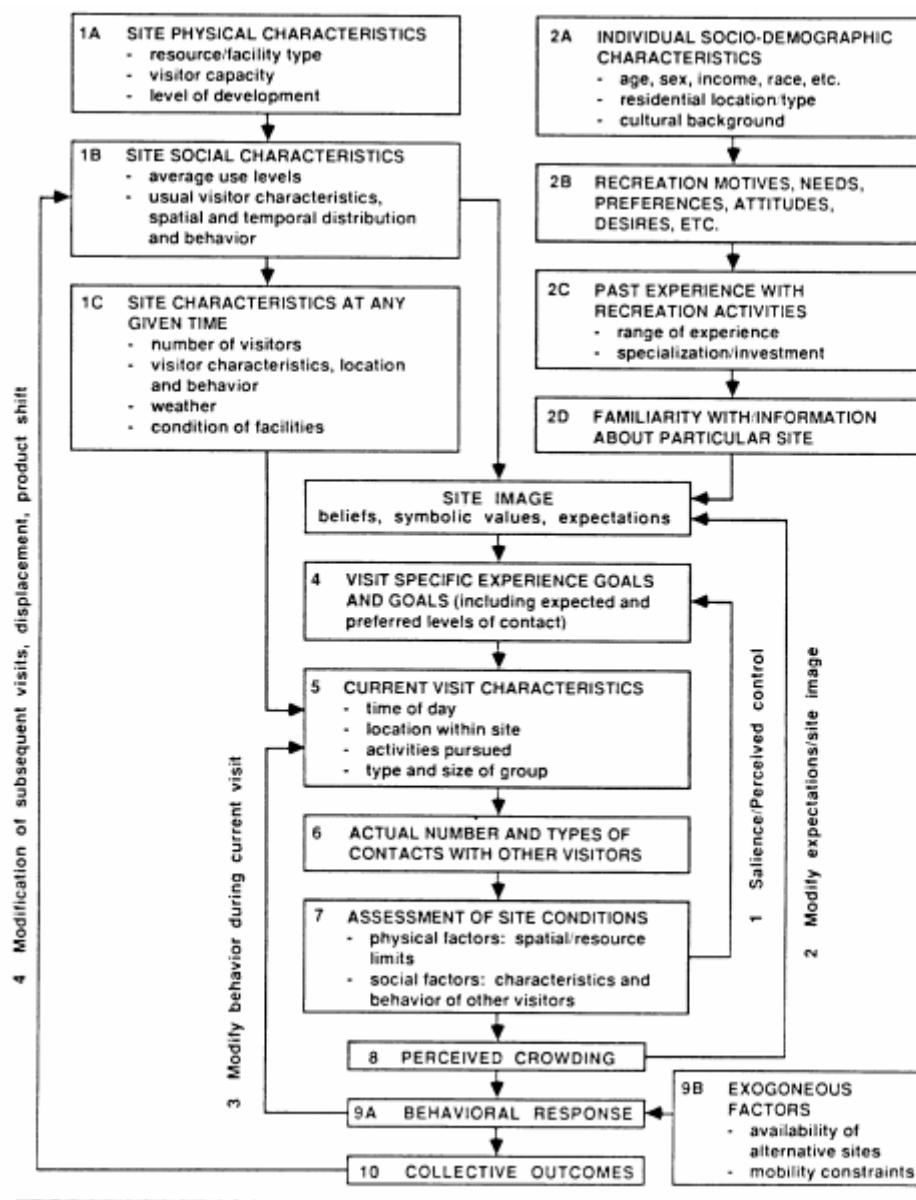 1A SITE PHYSICAL CHARACTERISTICS
- resource/facility type
- visitor capacity
- level of development
2A INDIVIDUAL SOCIO-DEMOGRAPHIC
CHARACTERISTICS
- age, sex, income, race, etc.
- residential location/type
- cultural background
1B SITE SOCIAL CHARACTERISTICS
- average use levels
- usual visitor characteristics,
spatial and temporal distribution
and behavior
2B RECREATION MOTIVES, NEEDS,
PREFERENCES, ATTITUDES,
DESIRES, ETC.
1C SITE CHARACTERISTICS AT ANY
GIVEN TIME
- number of visitors
- visitor characteristics, location
and behavior
- weather
- condition of facilities
2C PAST EXPERIENCE WITH
RECREATION ACTIVITIES
- range of experience
- specialization/investment
2D FAMILIARITY WITH/INFORMATION
ABOUT PARTICULAR SITE
SITE IMAGE
beliefs, symbolic values, expectations
4 VISIT SPECIFIC EXPERIENCE GOALS
AND GOALS (including expected and
preferred levels of contact)
5 CURRENT VISIT CHARACTERISTICS
- time of day
- location within site
- activities pursued
- type and size of group
6 ACTUAL NUMBER AND TYPES OF
CONTACTS WITH OTHER VISITORS
7 ASSESSMENT OF SITE CONDITIONS
- physical factors: spatial/resource
limits
- social factors: characteristics and
behavior of other visitors
8 PERCEIVED CROWDING
9A BEHAVIORAL RESPONSE
9B EXOGONEOUS
FACTORS
- availability of
alternative sites
- mobility constraints
10 COLLECTIVE OUTCOMES
1 Salience/Perceived control
2 Modify expectations/site image
3 Modify behavior during current visit
4 Modification of subsequent visits, displacement, product shift